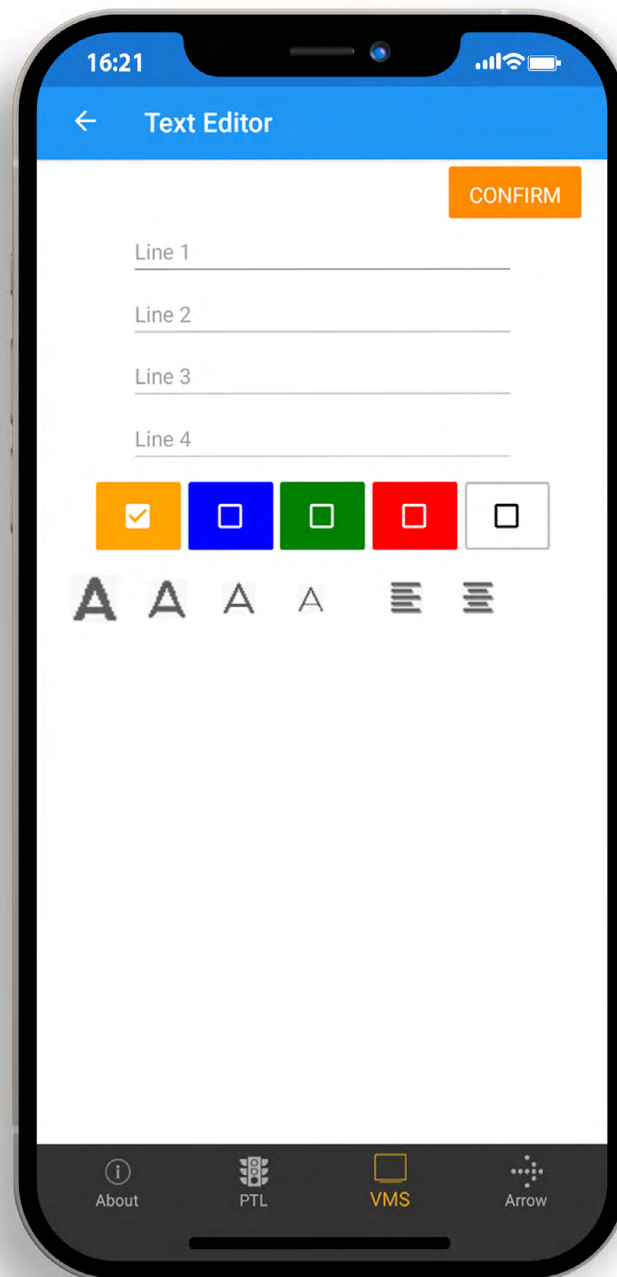 16:21
Text Editor
CONFIRM
Line 1
Line 2
Line 3
Line 4
A A A A
About PTL VMS Arrow